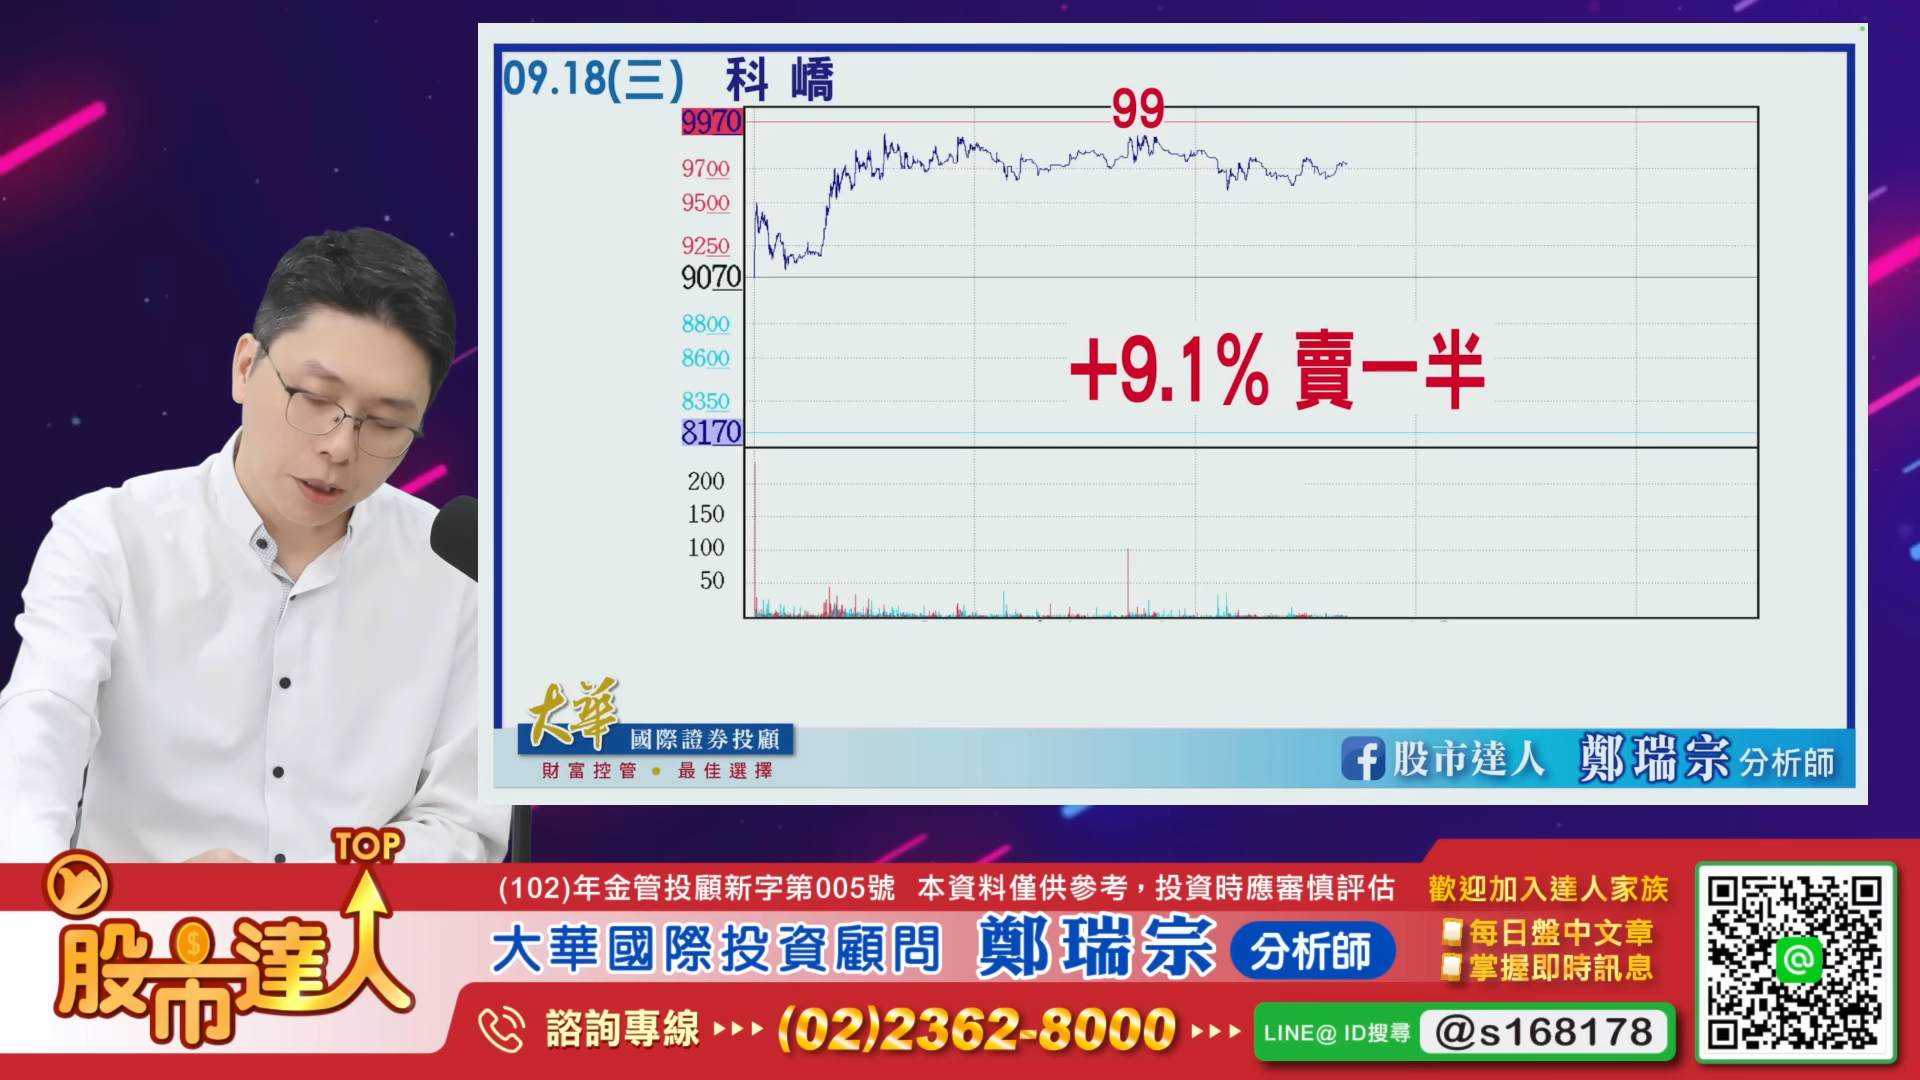 09.18(三) 科嶠
99
9970
9700
9500
9250
9070
8800
8600
8350
8170
+9.1% 賣一半
200
150
100
50
大華 國際證券投顧
財富控管・最佳選擇
股市達人 鄭瑞宗 分析師
TOP
股市達人
(102)年金管投顧新字第005號 本資料僅供參考，投資時應審慎評估
大華國際投資顧問 鄭瑞宗 分析師
歡迎加入達人家族
每日盤中文章
掌握即時訊息
諮詢專線 (02)2362-8000
LINE@ ID搜尋 @s168178